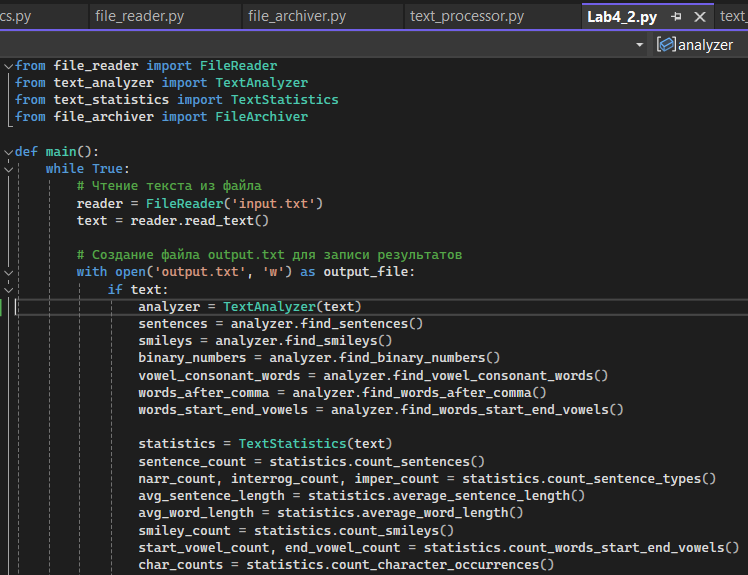 cs.py file_reader.py file_archiver.py text_processor.py Lab4_2.py text_
analyzer
from file_reader import FileReader
from text_analyzer import TextAnalyzer
from text_statistics import TextStatistics
from file_archiver import FileArchiver
def main():
while True:
# Чтение текста из файла
reader = FileReader('input.txt')
text = reader.read_text()
# Создание файла output.txt для записи результатов
with open('output.txt', 'w') as output_file:
if text:
analyzer = TextAnalyzer(text)
sentences = analyzer.find_sentences()
smileys = analyzer.find_smileys()
binary_numbers = analyzer.find_binary_numbers()
vowel_consonant_words = analyzer.find_vowel_consonant_words()
words_after_comma = analyzer.find_words_after_comma()
words_start_end_vowels = analyzer.find_words_start_end_vowels()
statistics = TextStatistics(text)
sentence_count = statistics.count_sentences()
narr_count, interrog_count, imper_count = statistics.count_sentence_types()
avg_sentence_length = statistics.average_sentence_length()
avg_word_length = statistics.average_word_length()
smiley_count = statistics.count_smileys()
start_vowel_count, end_vowel_count = statistics.count_words_start_end_vowels()
char_counts = statistics.count_character_occurrences()